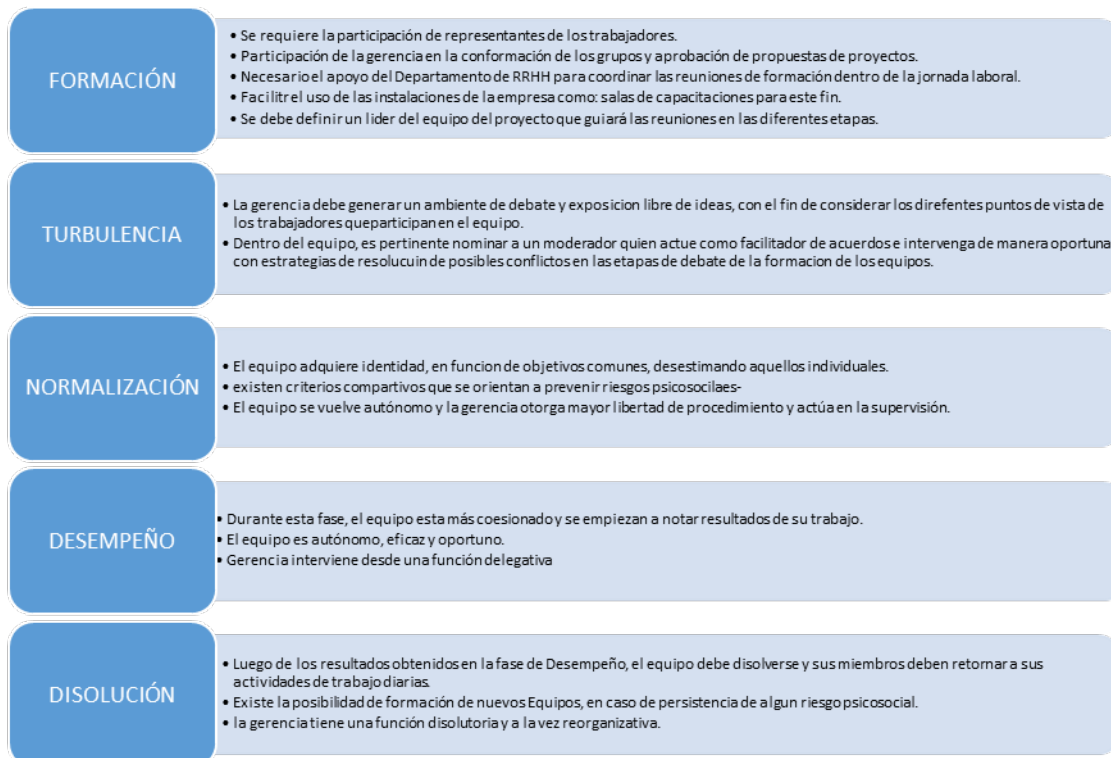 FORMACIÓN
• Se requiere la participación de representantes de los trabajadores.
• Participación de la gerencia en la conformación de los grupos y aprobación de propuestas de proyectos.
• Necesario el apoyo del Departamento de RRHH para coordinar las reuniones de formación dentro de la jornada laboral.
• Facilitrel uso de las instalaciones de la empresa como: salas de capacitaciones para este fin.
• Se debe definir un lider del equipo del proyecto que guiará las reuniones en las diferentes etapas.
TURBULENCIA
• La gerencia debe generar un ambiente de debate y exposicion libre de ideas, con el fin de considerar los direfentes puntos de vista de
los trabajadores queparticipan en el equipo.
• Dentro del equipo, es pertinente nominar a un moderador quien actue como facilitador de acuerdos e intervenga de manera oportuna
con estrategias de resolucuin de posibles conflictos en las etapas de debate de la formacion de los equipos.
NORMALIZACIÓN
• El equipo adquiere identidad, en funcion de objetivos comunes, desestimando aquellos individuales.
• existen criterios compartivos que se orientan a prevenir riesgos psicosocilaes-
• El equipo se vuelve autónomo y la gerencia otorga mayor libertad de procedimiento y actúa en la supervisión.
DESEMPEÑO
• Durante esta fase, el equipo esta más coesionado y se empiezan a notar resultados de su trabajo.
• El equipo es autónomo, eficaz y oportuno.
• Gerencia interviene desde una función delegativa
DISOLUCIÓN
• Luego de los resultados obtenidos en la fase de Desempeño, el equipo debe disolverse y sus miembros deben retornar a sus
actividades de trabajo diarias.
• Existe la posibilidad de formación de nuevos Equipos, en caso de persistencia de algun riesgo psicosocial.
• la gerencia tiene una función disolutoria y a la vez reorganizativa.